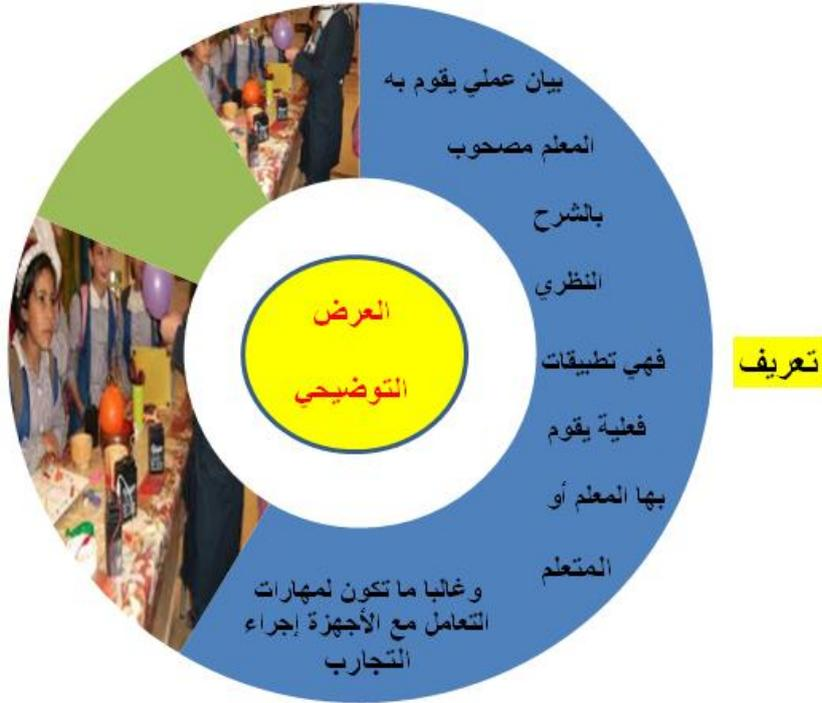 تعريف
العرض
التوضيحي
بيان عملي يقوم به
المعلم مصحوب
بالشرح
النظري
فهي تطبيقات
فعلية يقوم
بها المعلم أو
المتعلم
وغالبا ما تكون لمهارات
التعامل مع الأجهزة إجراء
التجارب